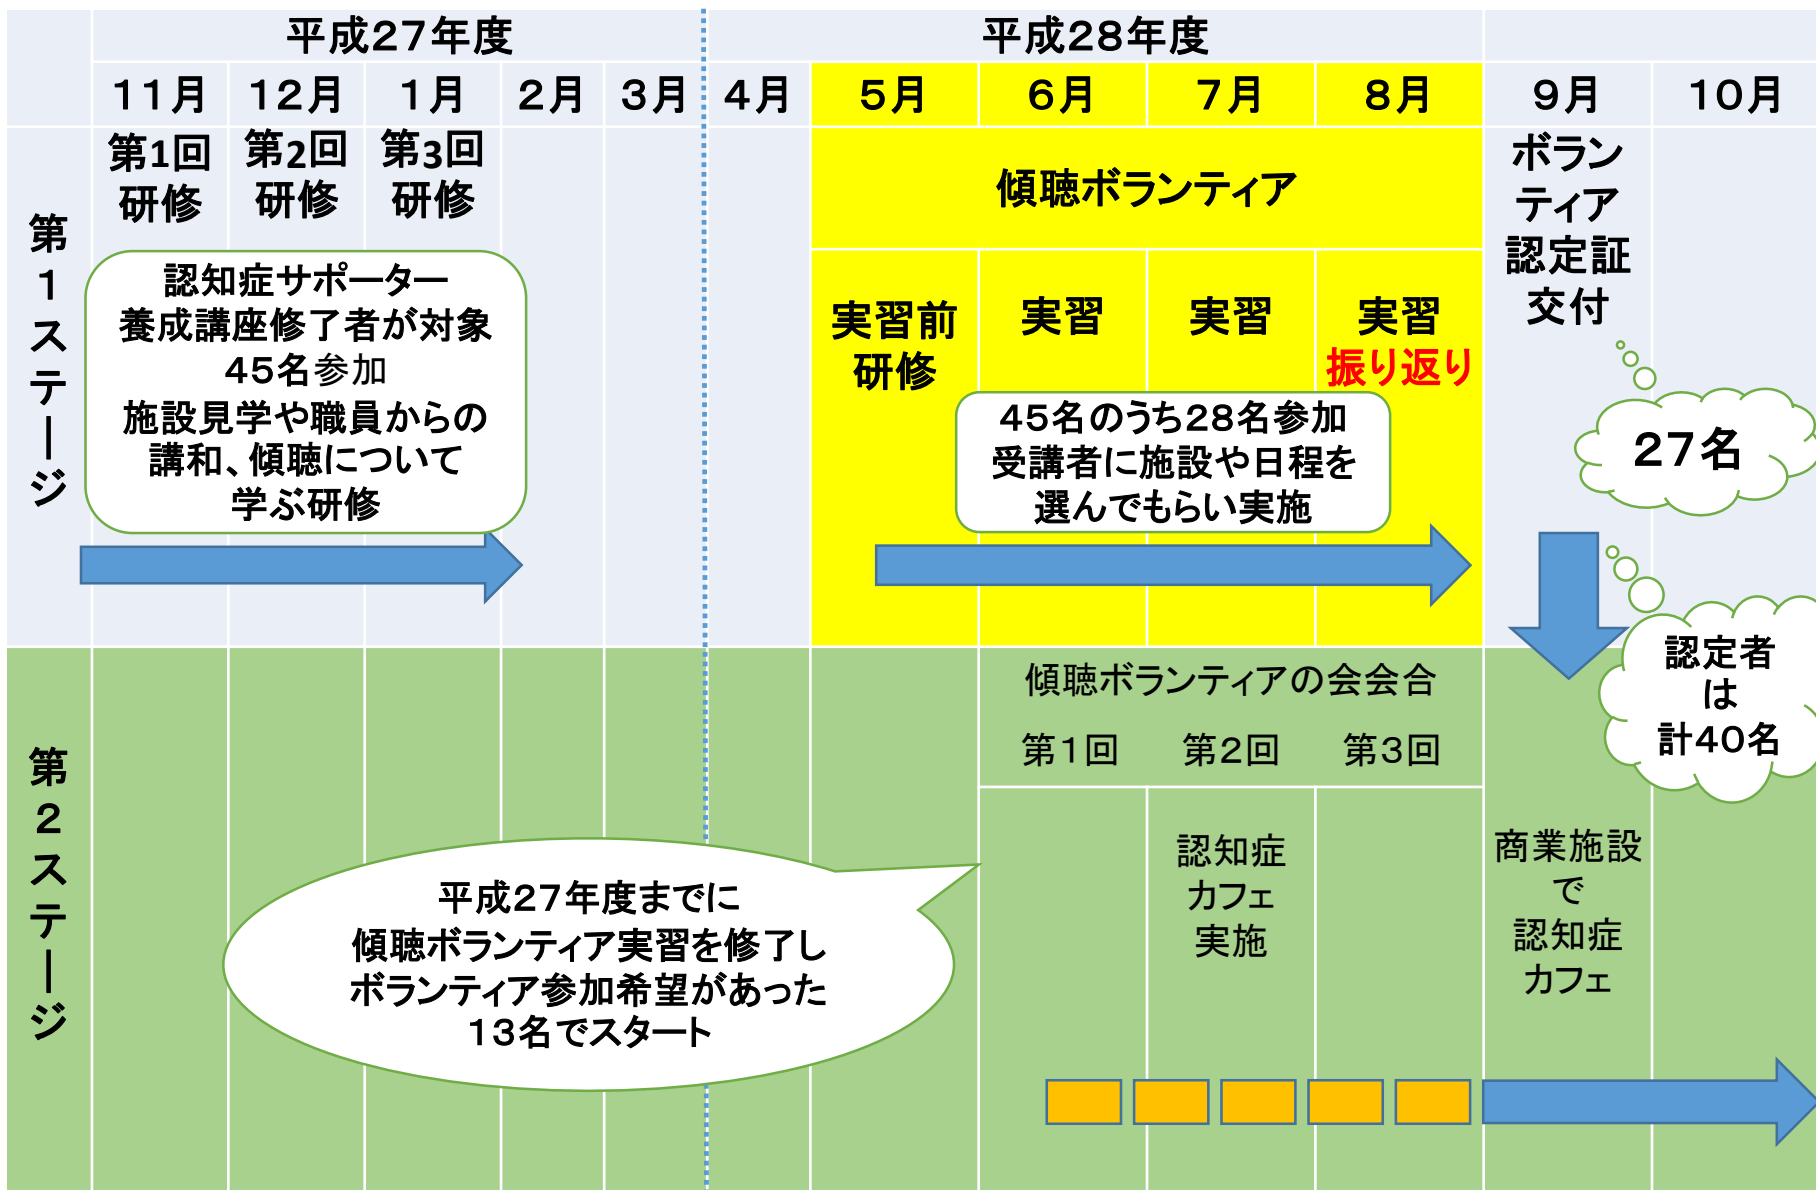 平成27年度
平成28年度
11月
12月
1月
2月
3月
4月
5月
6月
7月
8月
9月
10月
第1ステージ
第1回
研修
第2回
研修
第3回
研修
認知症サポーター
養成講座修了者が対象
45名参加
施設見学や職員からの
講和、傾聴について
学ぶ研修
傾聴ボランティア
実習前
研修
実習
実習
実習
振り返り
45名のうち28名参加
受講者に施設や日程を
選んでもらい実施
ボラン
ティア
認定証
交付
27名
認定者
は
計40名
第2ステージ
傾聴ボランティアの会会合
第1回
第2回
第3回
平成27年度までに
傾聴ボランティア実習を修了し
ボランティア参加希望があった
13名でスタート
認知症
カフェ
実施
商業施設
で
認知症
カフェ